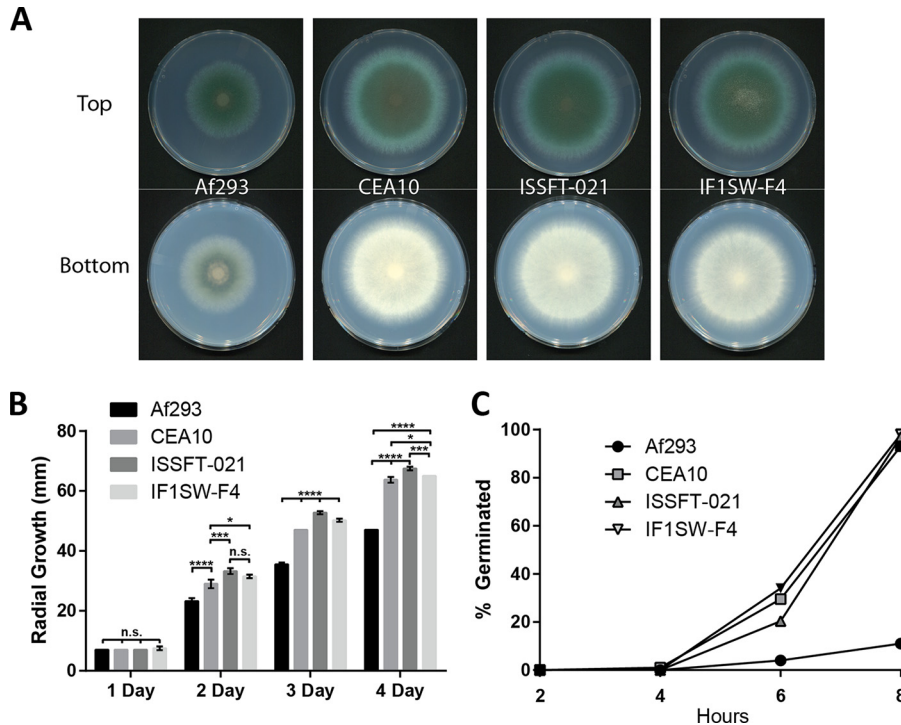 A
Top
Af293 CEA10 ISSFT-021 IF1SW-F4
Bottom
B
Af293
CEA10
ISSFT-021
IF1SW-F4
Radial Growth (mm)
80
60
40
20
0
n.s.
****
***
*
n.s.
****
****
****
*
***
1 Day 2 Day 3 Day 4 Day
C
Af293
CEA10
ISSFT-021
IF1SW-F4
% Germinated
100
80
60
40
20
0
2 4 6 8
Hours